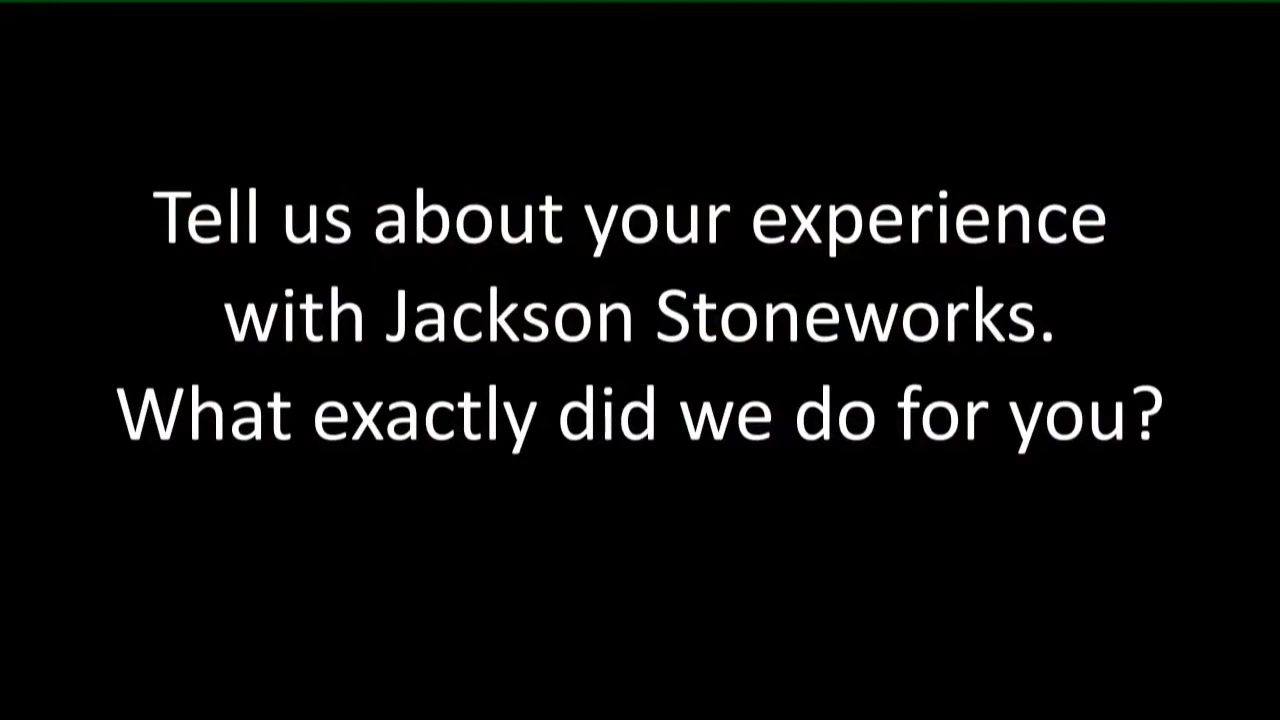 Tell us about your experience
with Jackson Stoneworks.
What exactly did we do for you?